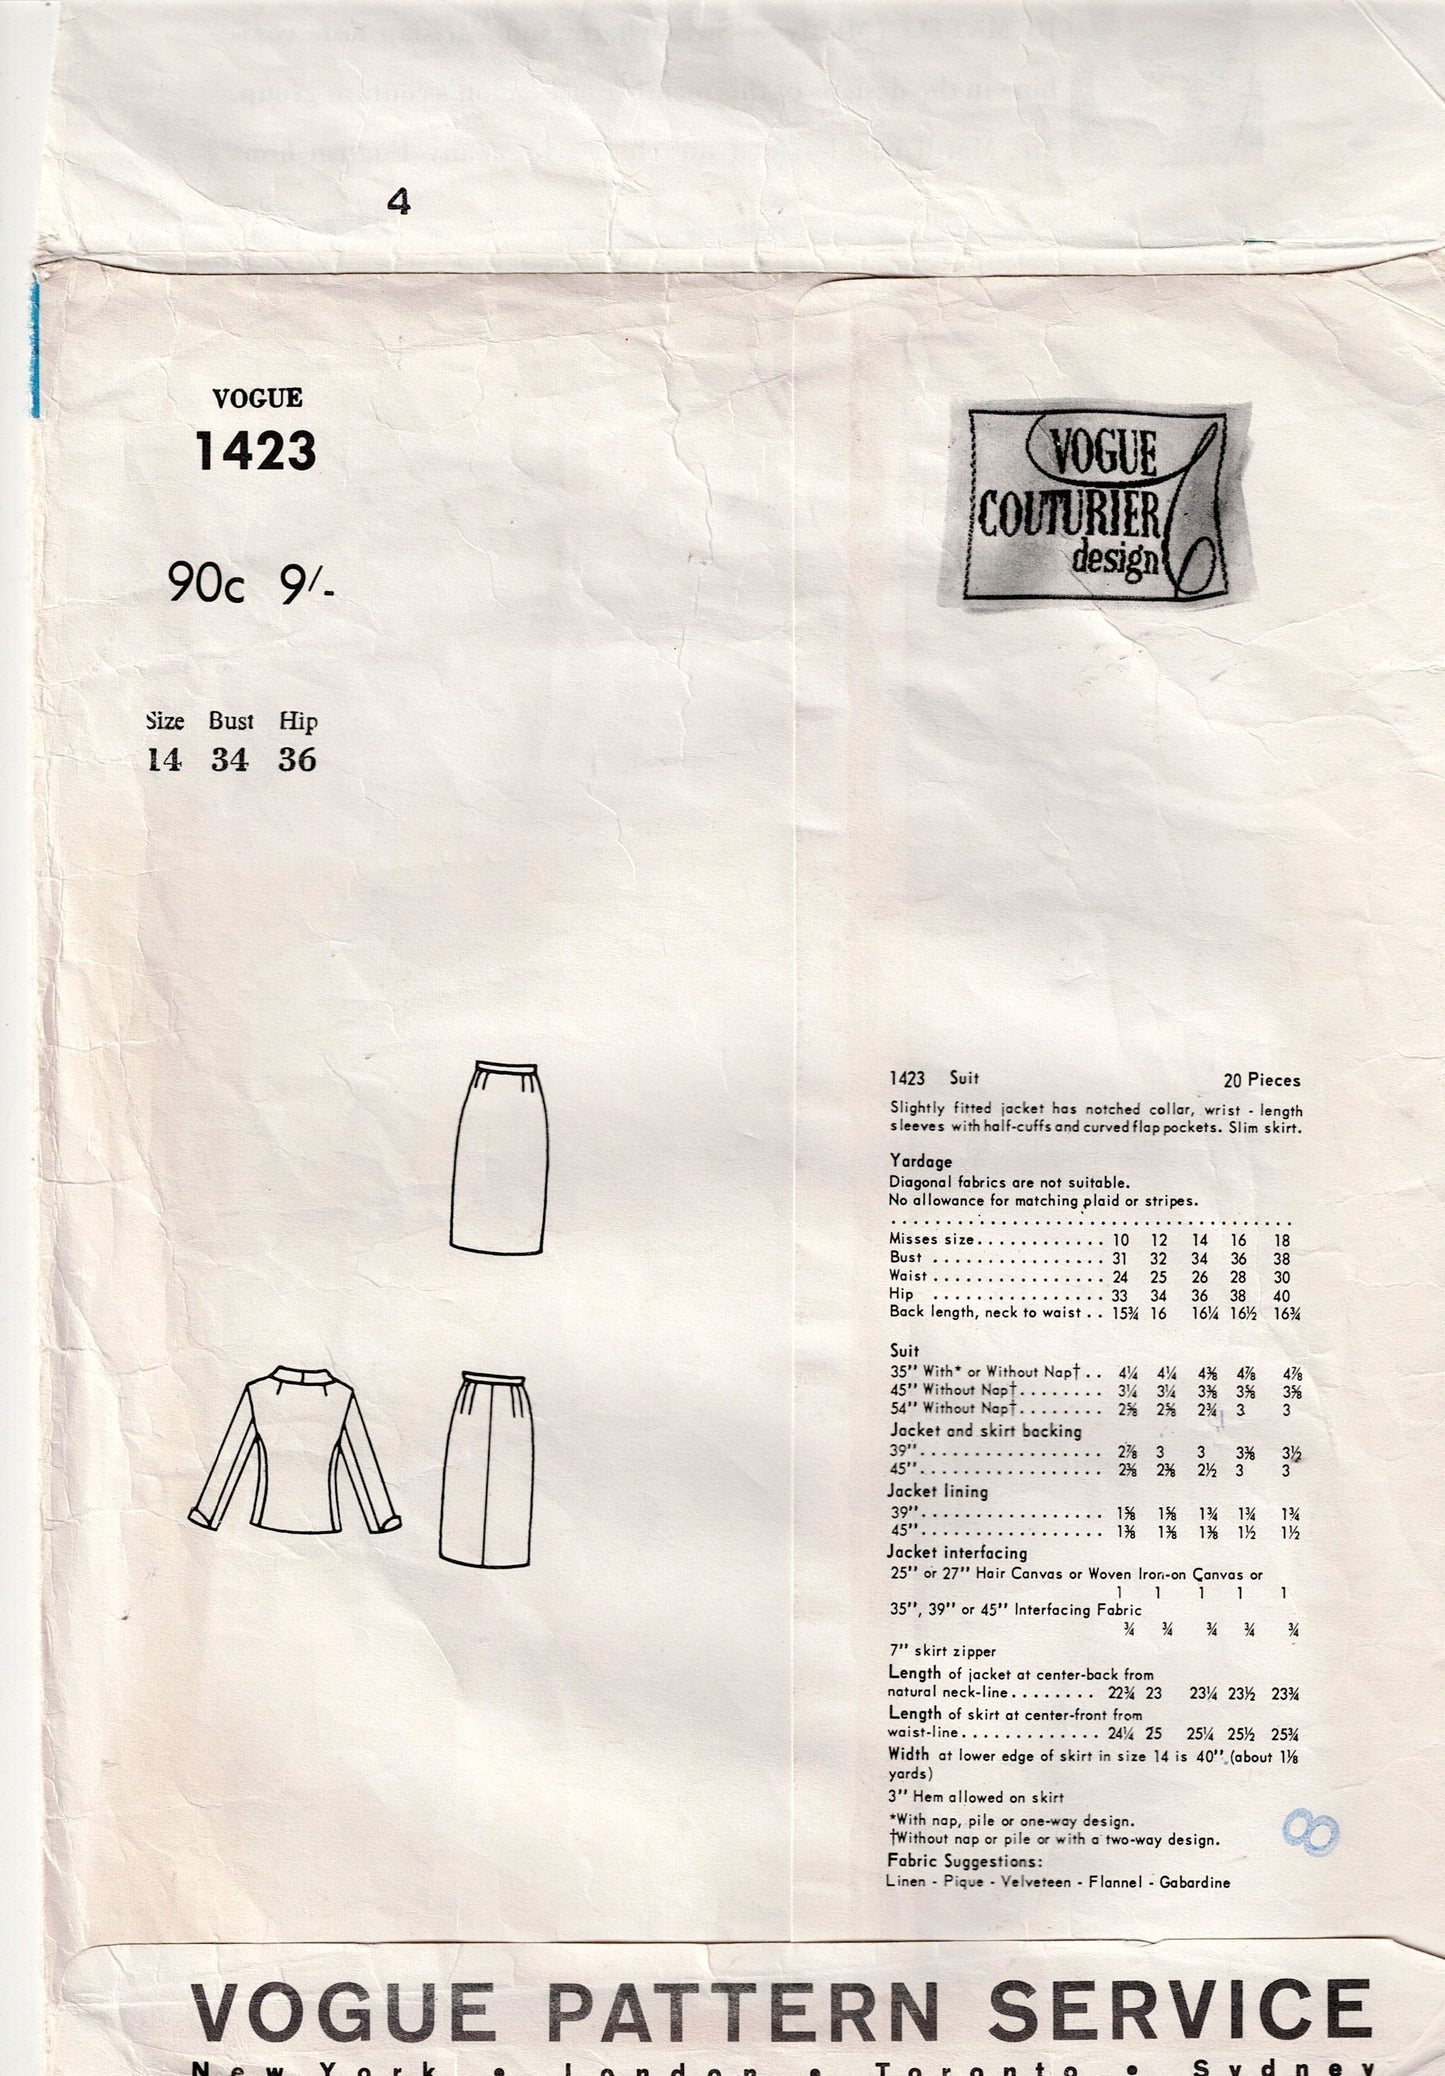 4
VOGUE
1423
90c 9/-
Size Bust Hip
14 34 36
VOGUE
COUTURIER
design
1423 Suit 20 Pieces
Slightly fitted jacket has notched collar, wrist - length
sleeves with half-cuffs and curved flap pockets. Slim skirt.
Yardage
Diagonal fabrics are not suitable.
No allowance for matching plaid or stripes.
Misses size............ 10 12 14 16 18
Bust ................. 31 32 34 36 38
Waist ................. 24 25 26 28 30
Hip ................ 33 34 36 38 40
Back length, neck to waist .. 15¾ 16 16¼ 16½ 16¾
Suit
35" With* or Without Nap† .. 4¼ 4¼ 4⅜ 4⅞ 4⅞
45" Without Nap†........ 3¼ 3¼ 3⅜ 3⅝ 3⅝
54" Without Nap†........ 2⅝ 2⅝ 2¾ 3 3
Jacket and skirt backing
39".................. 2⅞ 3 3 3⅜ 3½
45".................. 2⅜ 2⅜ 2½ 3 3
Jacket lining
39".................. 1⅝ 1⅝ 1¾ 1¾ 1¾
45".................. 1⅜ 1⅜ 1⅜ 1½ 1½
Jacket interfacing
25" or 27" Hair Canvas or Woven Iron-on Canvas or
1 1 1 1 1
35", 39" or 45" Interfacing Fabric
¾ ¾ ¾ ¾ ¾
7" skirt zipper
Length of jacket at center-back from
natural neck-line........ 22¾ 23 23¼ 23½ 23¾
Length of skirt at center-front from
waist-line............. 24¼ 25 25¼ 25½ 25¾
Width at lower edge of skirt in size 14 is 40" (about 1⅛
yards)
3" Hem allowed on skirt
*With nap, pile or one-way design.
†Without nap or pile or with a two-way design.
Fabric Suggestions:
Linen - Pique - Velveteen - Flannel - Gabardine
8
VOGUE PATTERN SERVICE
New York • London • Toronto • Sydney